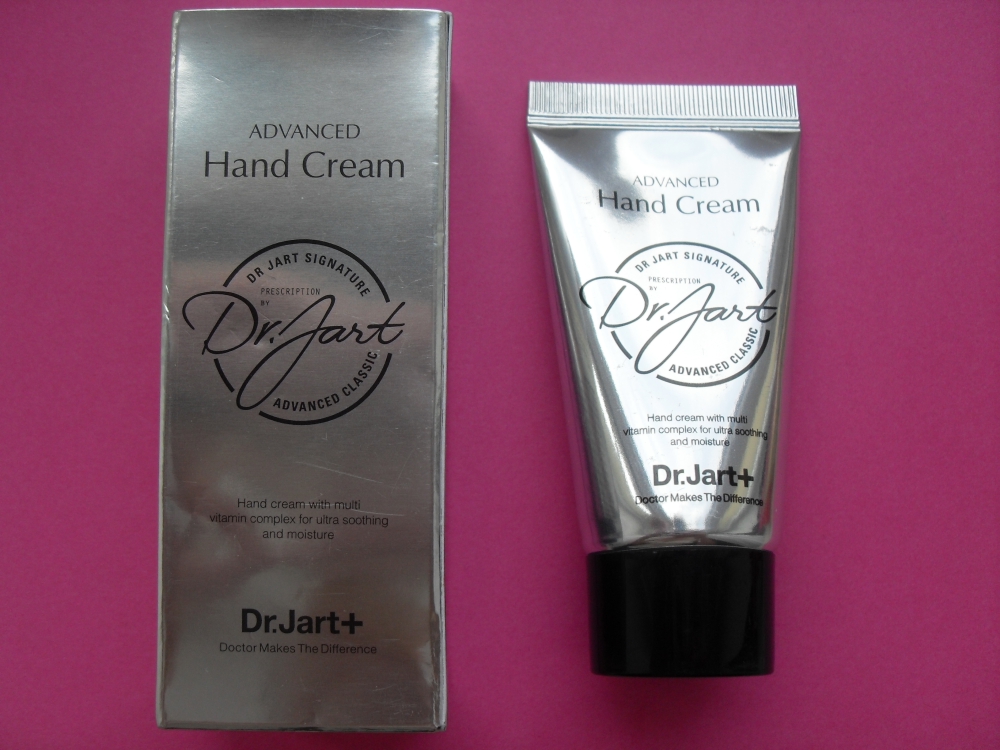 ADVANCED
Hand Cream
DR JART SIGNATURE
PRESCRIPTION
BY
Dr.Jart
ADVANCED CLASSIC
Hand cream with multi
vitamin complex for ultra soothing
and moisture
Dr.Jart+
Doctor Makes The Difference
ADVANCED
Hand Cream
DR JART SIGNATURE
PRESCRIPTION
BY
Dr.Jart
ADVANCED CLASSIC
Hand cream with multi
vitamin complex for ultra soothing
and moisture
Dr.Jart+
Doctor Makes The Difference